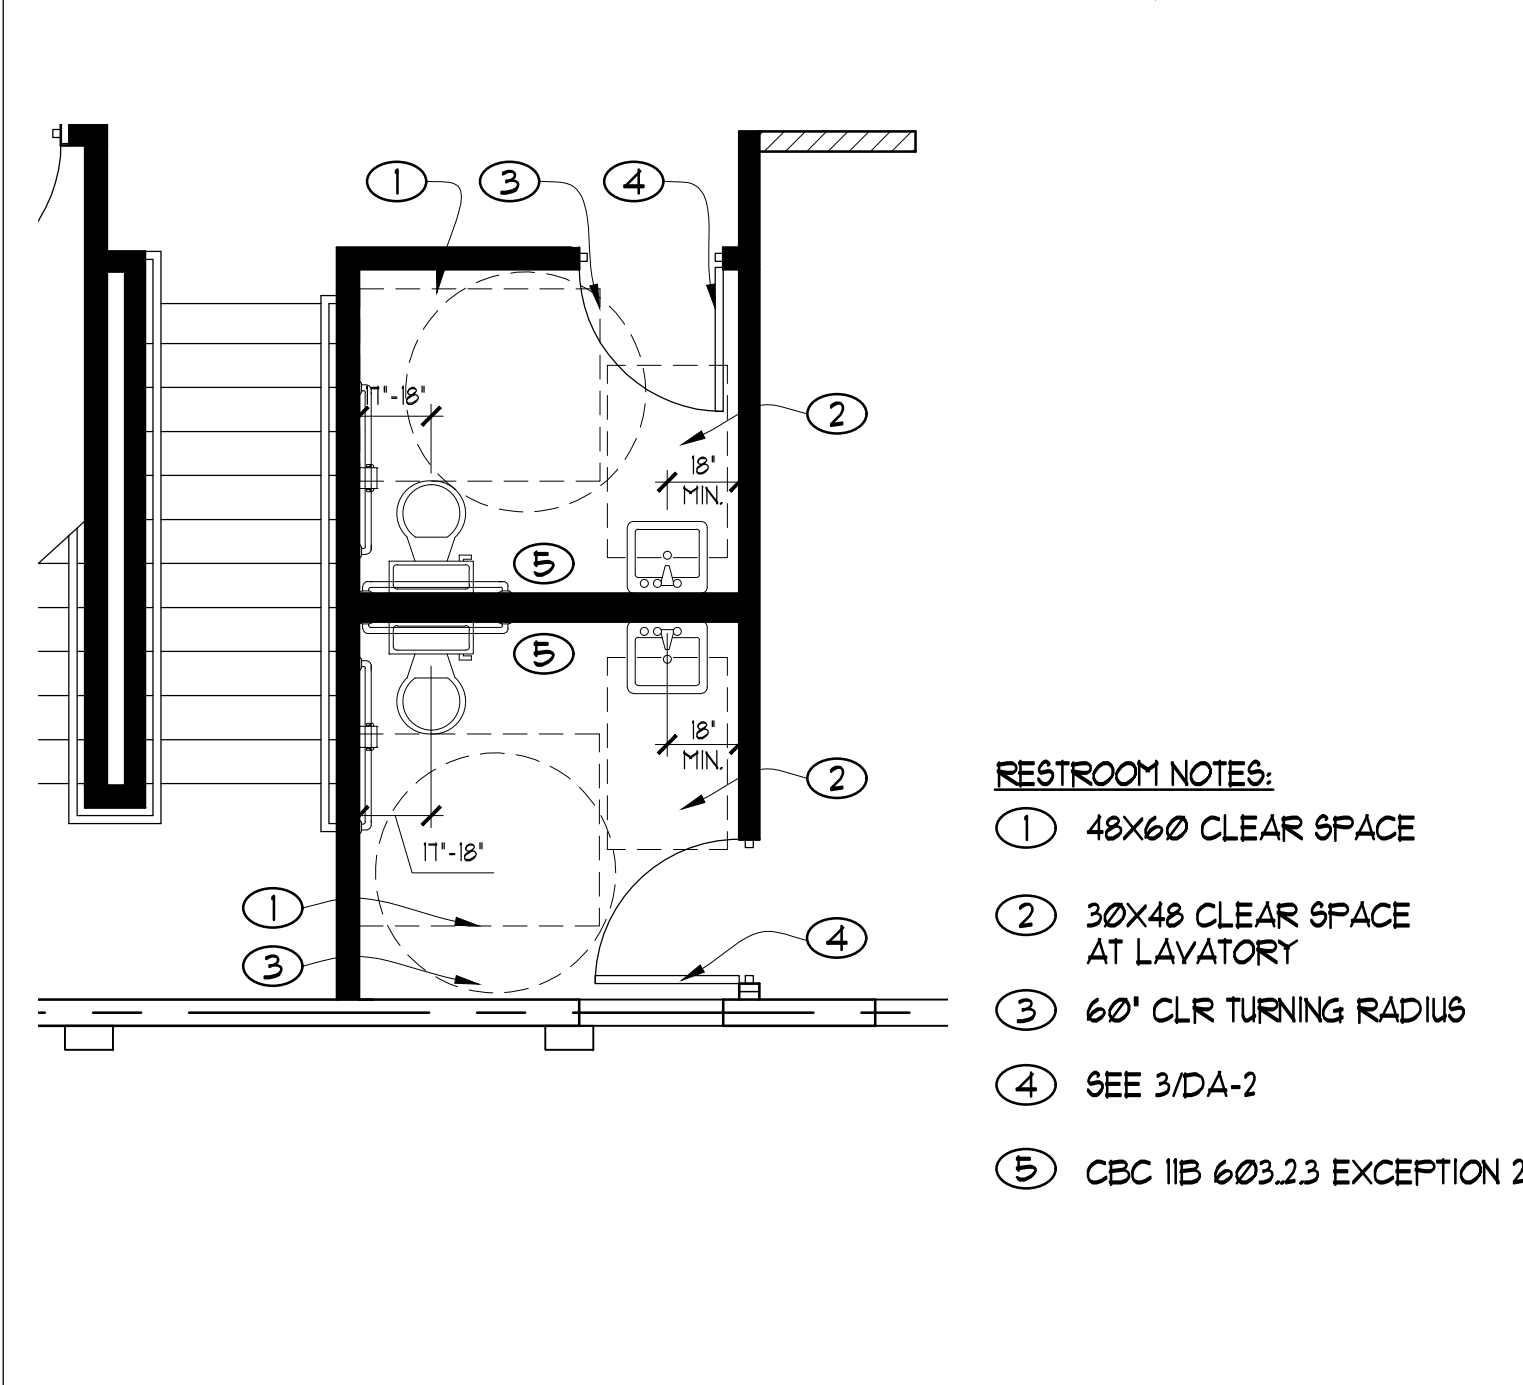 1
3
4
17"-18"
2
18"
MIN.
5
5
18"
MIN.
2
17"-18"
1
4
3
RESTROOM NOTES:
1 48X60 CLEAR SPACE
2 30X48 CLEAR SPACE
AT LAVATORY
3 60" CLR TURNING RADIUS
4 SEE 3/DA-2
5 CBC 11B 603.2.3 EXCEPTION 2